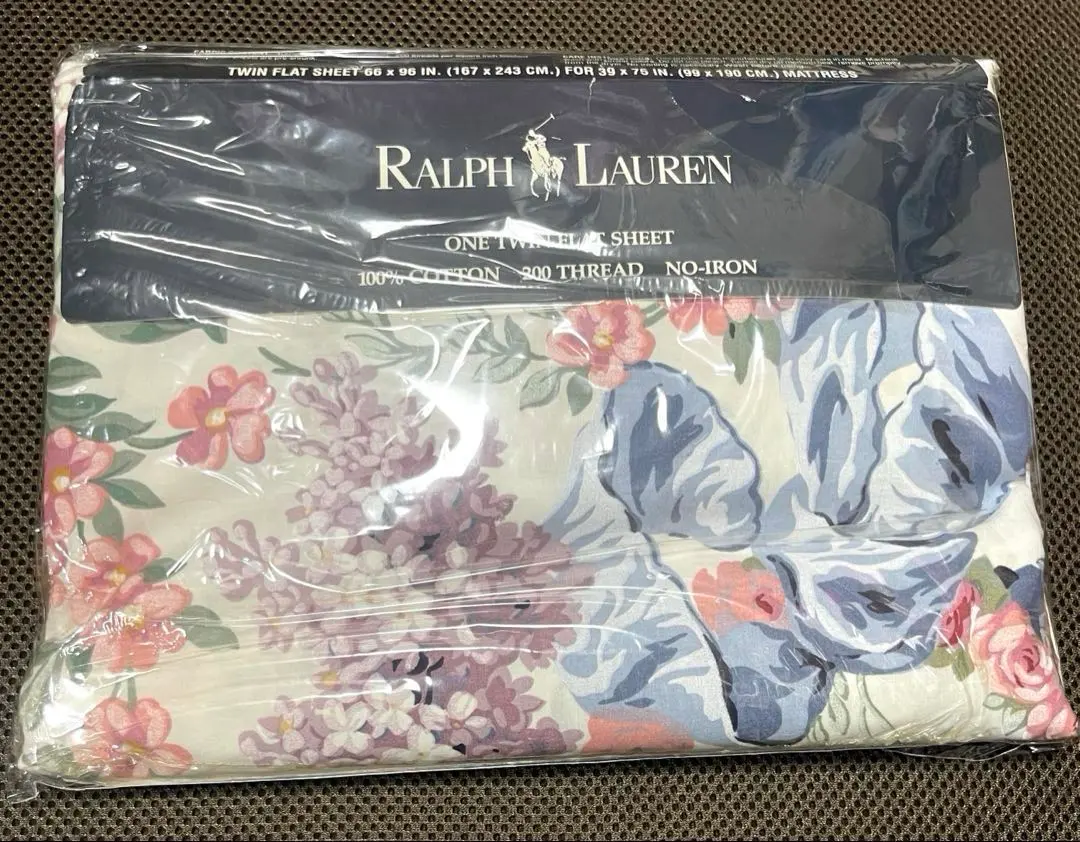 TWIN FLAT SHEET 66 x 96 IN. (167 x 243 CM.) FOR 39 x 75 IN. (99 x 190 CM.) MATTRESS
RALPH LAUREN
ONE TWIN FLAT SHEET
100% COTTON 200 THREAD NO-IRON